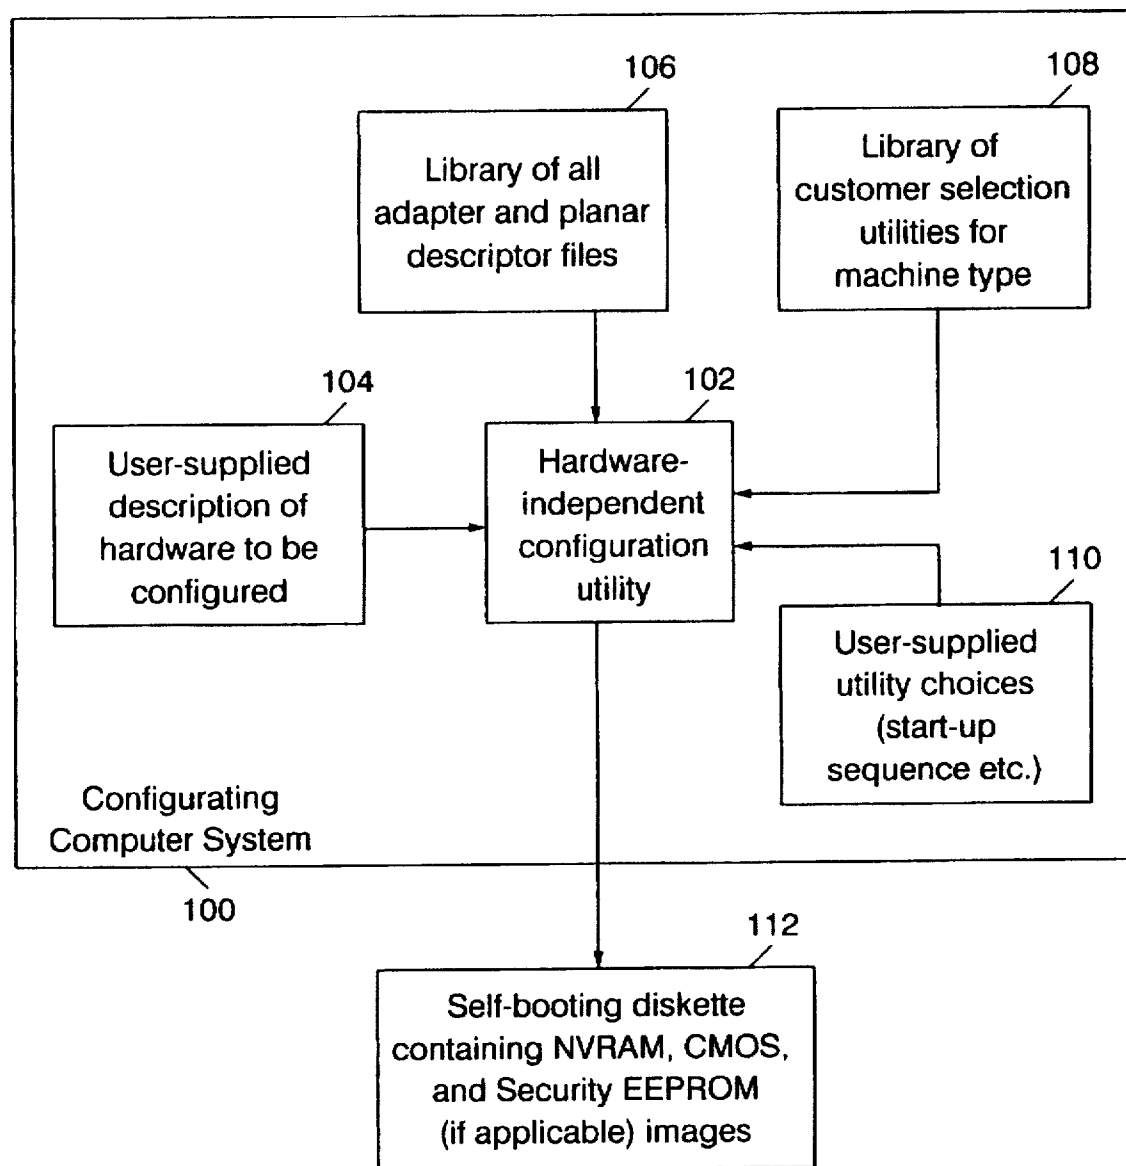 106
Library of all
adapter and planar
descriptor files
108
Library of
customer selection
utilities for
machine type
104
User-supplied
description of
hardware to be
configured
102
Hardware-
independent
configuration
utility
110
User-supplied
utility choices
(start-up
sequence etc.)
Configurating
Computer System
100
112
Self-booting diskette
containing NVRAM, CMOS,
and Security EEPROM
(if applicable) images